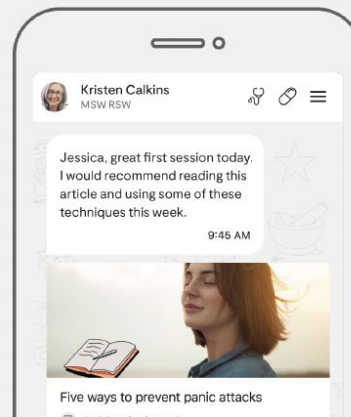 Kristen Calkins
MSW RSW
Jessica, great first session today.
I would recommend reading this
article and using some of these
techniques this week.
9:45 AM
Five ways to prevent panic attacks